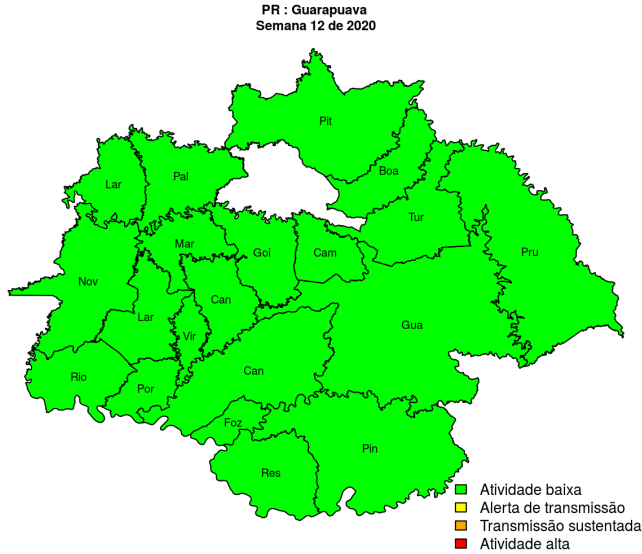 PR : Guarapuava
Semana 12 de 2020
Pit
Boa
Lar
Pal
Tur
Mar
Goi
Cam
Pru
Nov
Can
Lar
Vir
Gua
Can
Rio
Por
Foz
Pin
Res
Atividade baixa
Alerta de transmissão
Transmissão sustentada
Atividade alta